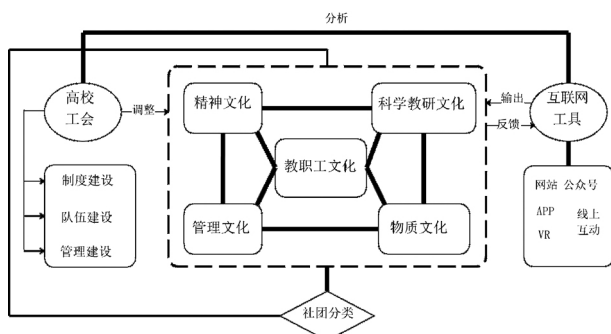 分析
高校
工会
调整
精神文化
科学教研文化
教职工文化
管理文化
物质文化
输出
反馈
互联网
工具
制度建设
队伍建设
管理建设
网站 公众号
APP 线上
VR 互动
社团分类